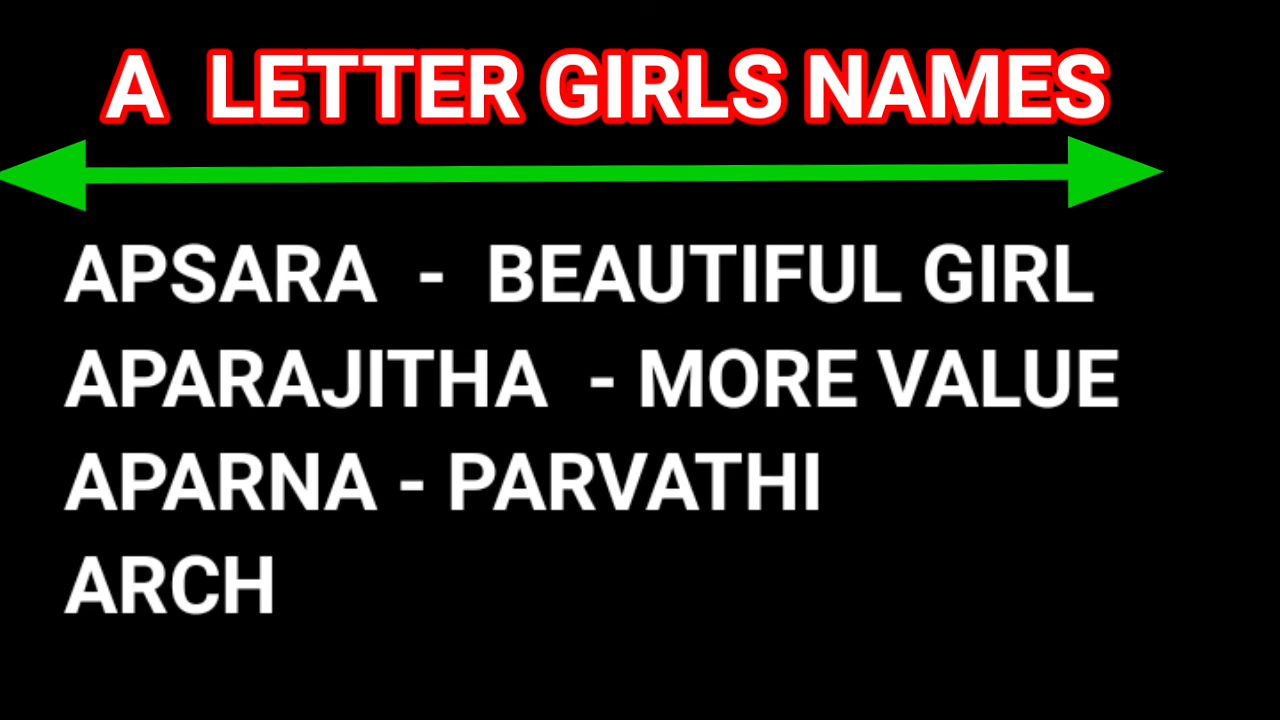 A LETTER GIRLS NAMES
APSARA - BEAUTIFUL GIRL
APARAJITHA - MORE VALUE
APARNA - PARVATHI
ARCH